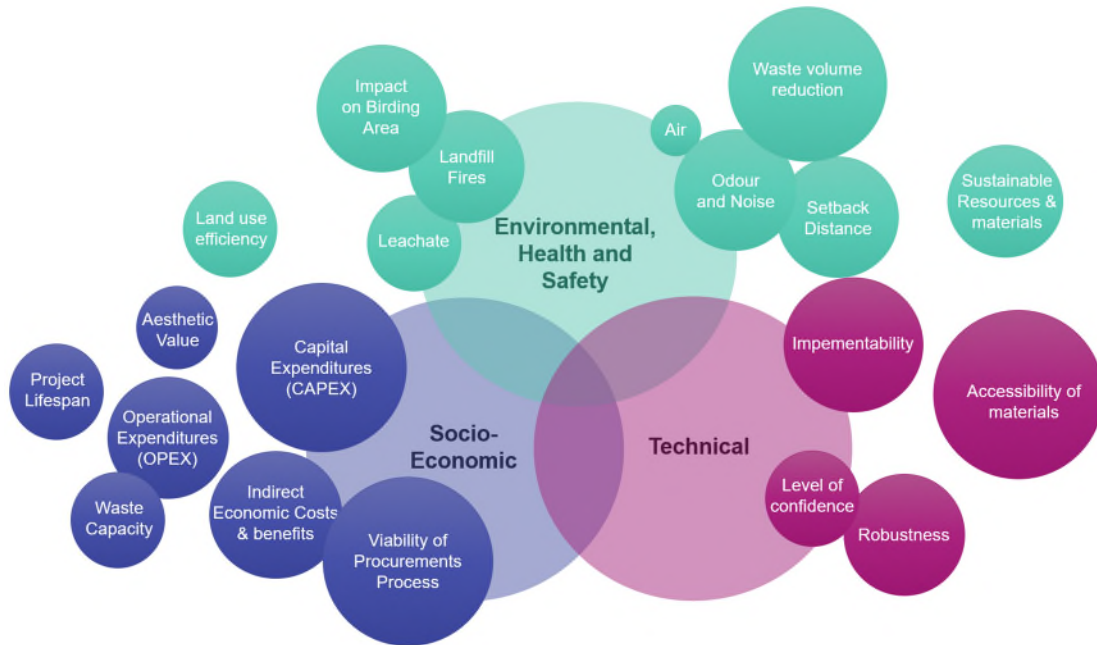 Waste volume
reduction
Impact
on Birding
Area
Air
Landfill
Fires
Odour
and Noise
Sustainable
Resources &
materials
Setback
Distance
Land use
efficiency
Leachate
Environmental,
Health and
Safety
Aesthetic
Value
Capital
Expenditures
(CAPEX)
Impementability
Project
Lifespan
Accessibility of
materials
Operational
Expenditures
(OPEX)
Socio-
Economic
Technical
Waste
Capacity
Indirect
Economic Costs
& benefits
Level of
confidence
Viability of
Procurements
Process
Robustness